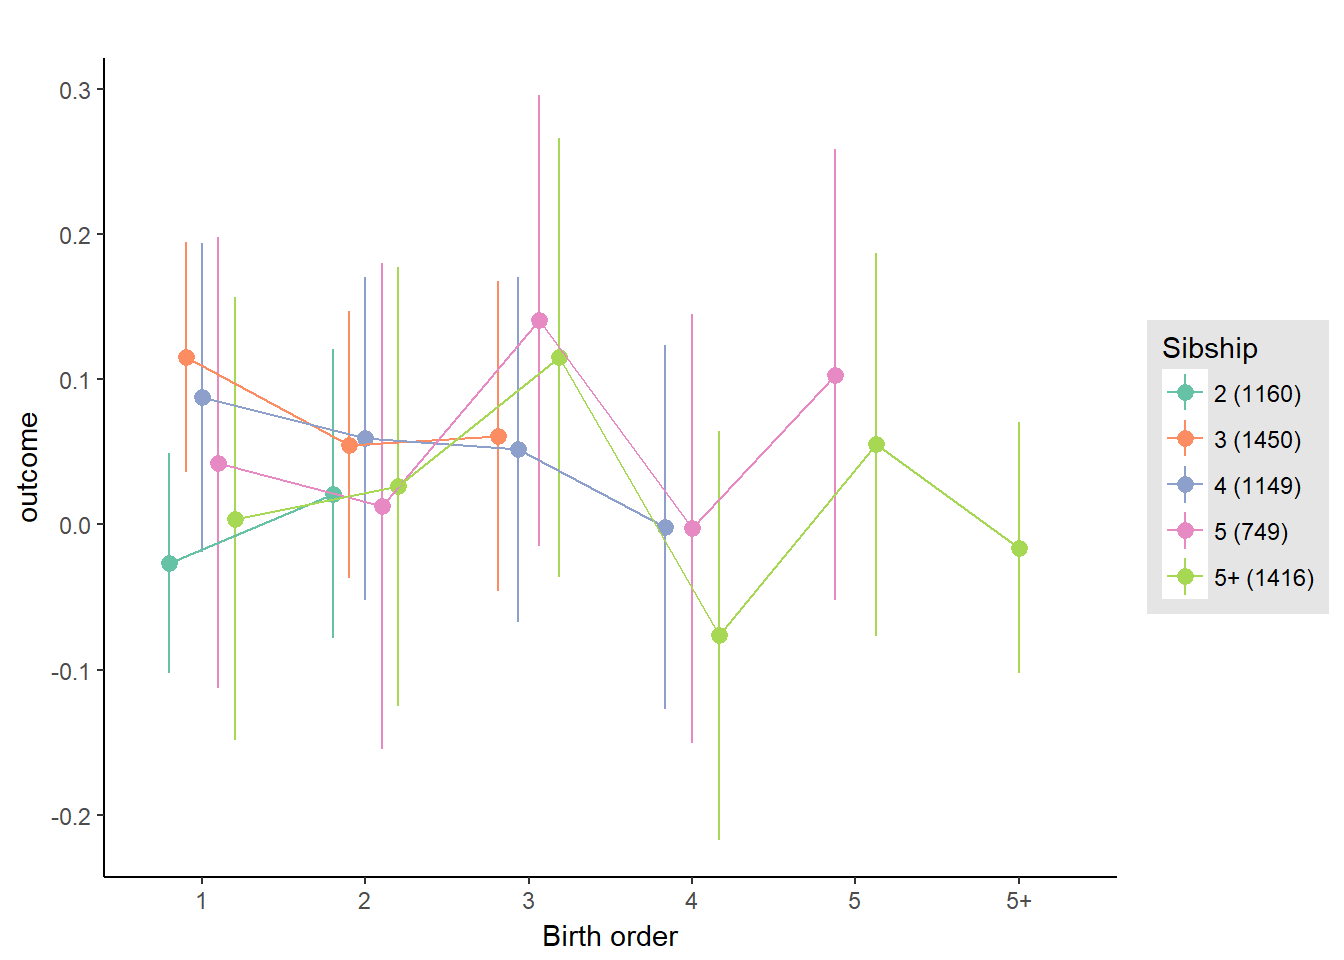 0.3
0.2
0.1
0.0
-0.1
-0.2
outcome
1 2 3 4 5 5+
Birth order
Sibship
2 (1160)
3 (1450)
4 (1149)
5 (749)
5+ (1416)